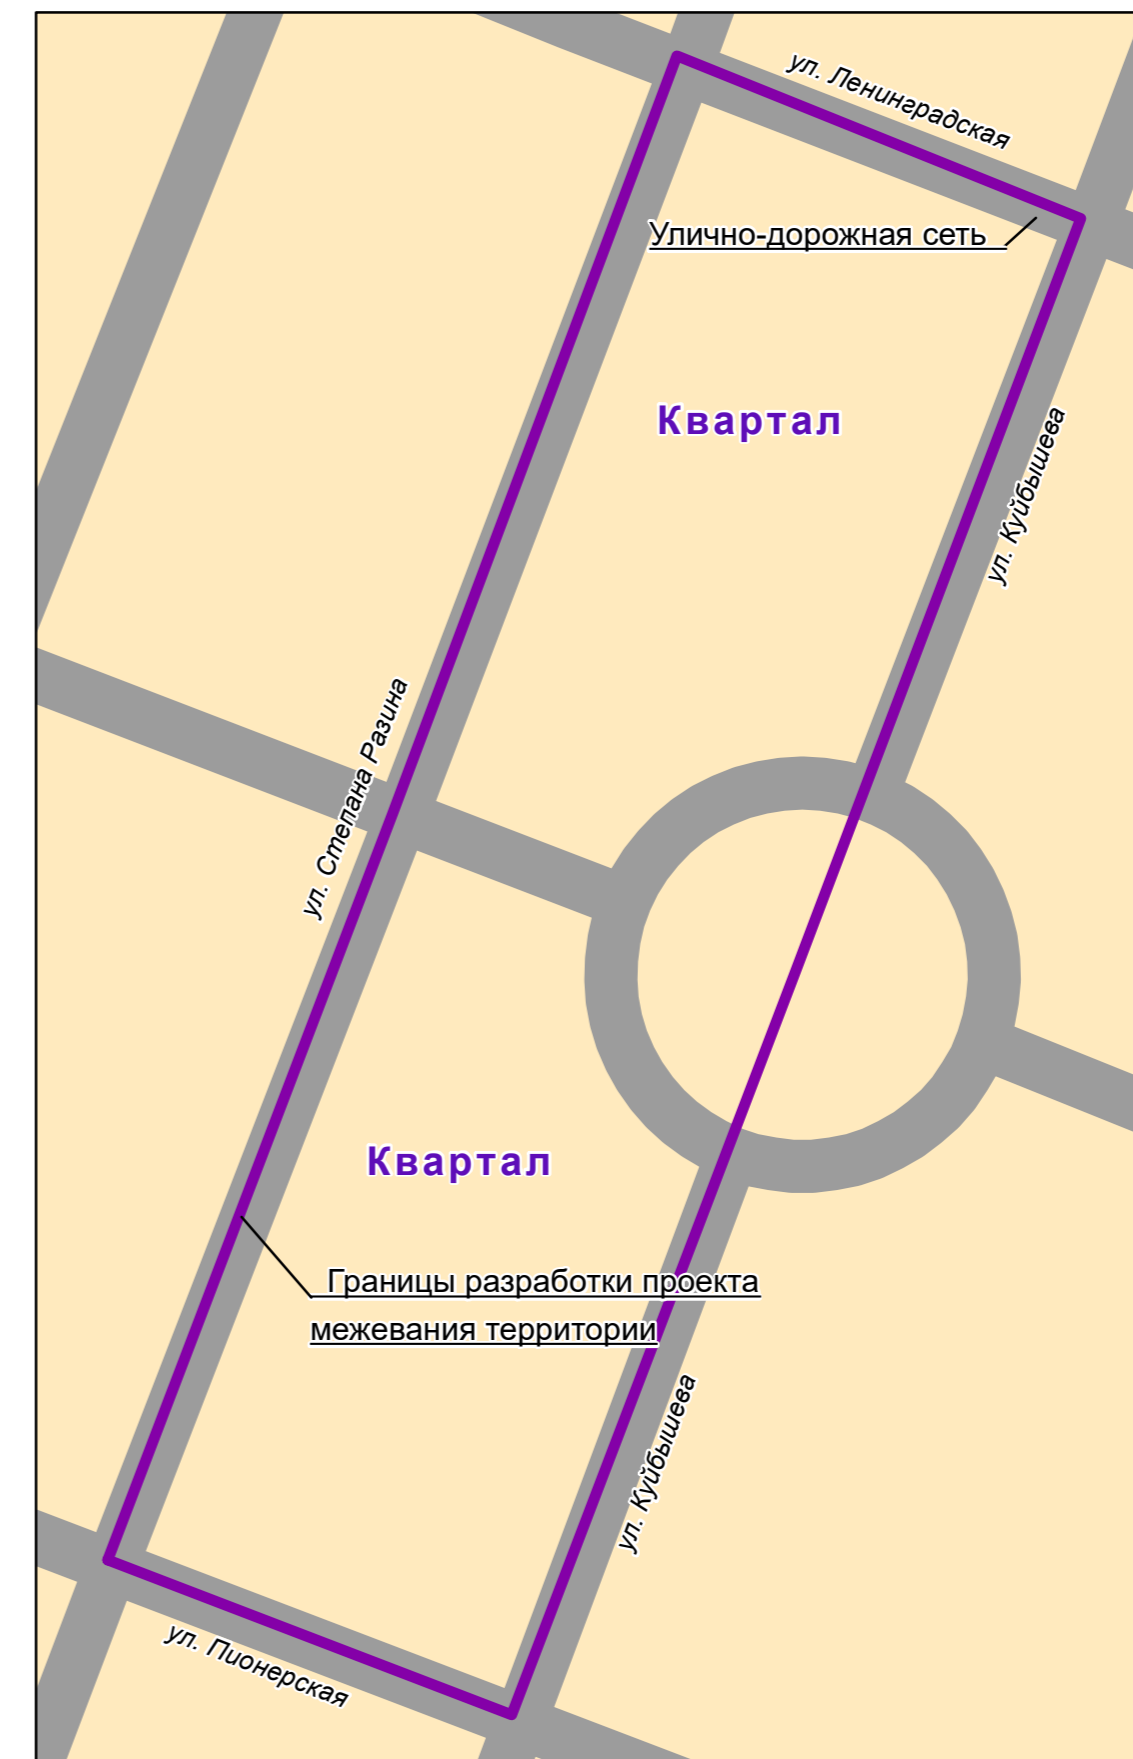 ул. Ленинградская
Улично-дорожная сеть
Квартал
ул. Куйбышева
ул. Степана Разина
Квартал
Границы разработки проекта
межевания территории
ул. Куйбышева
ул. Пионерская